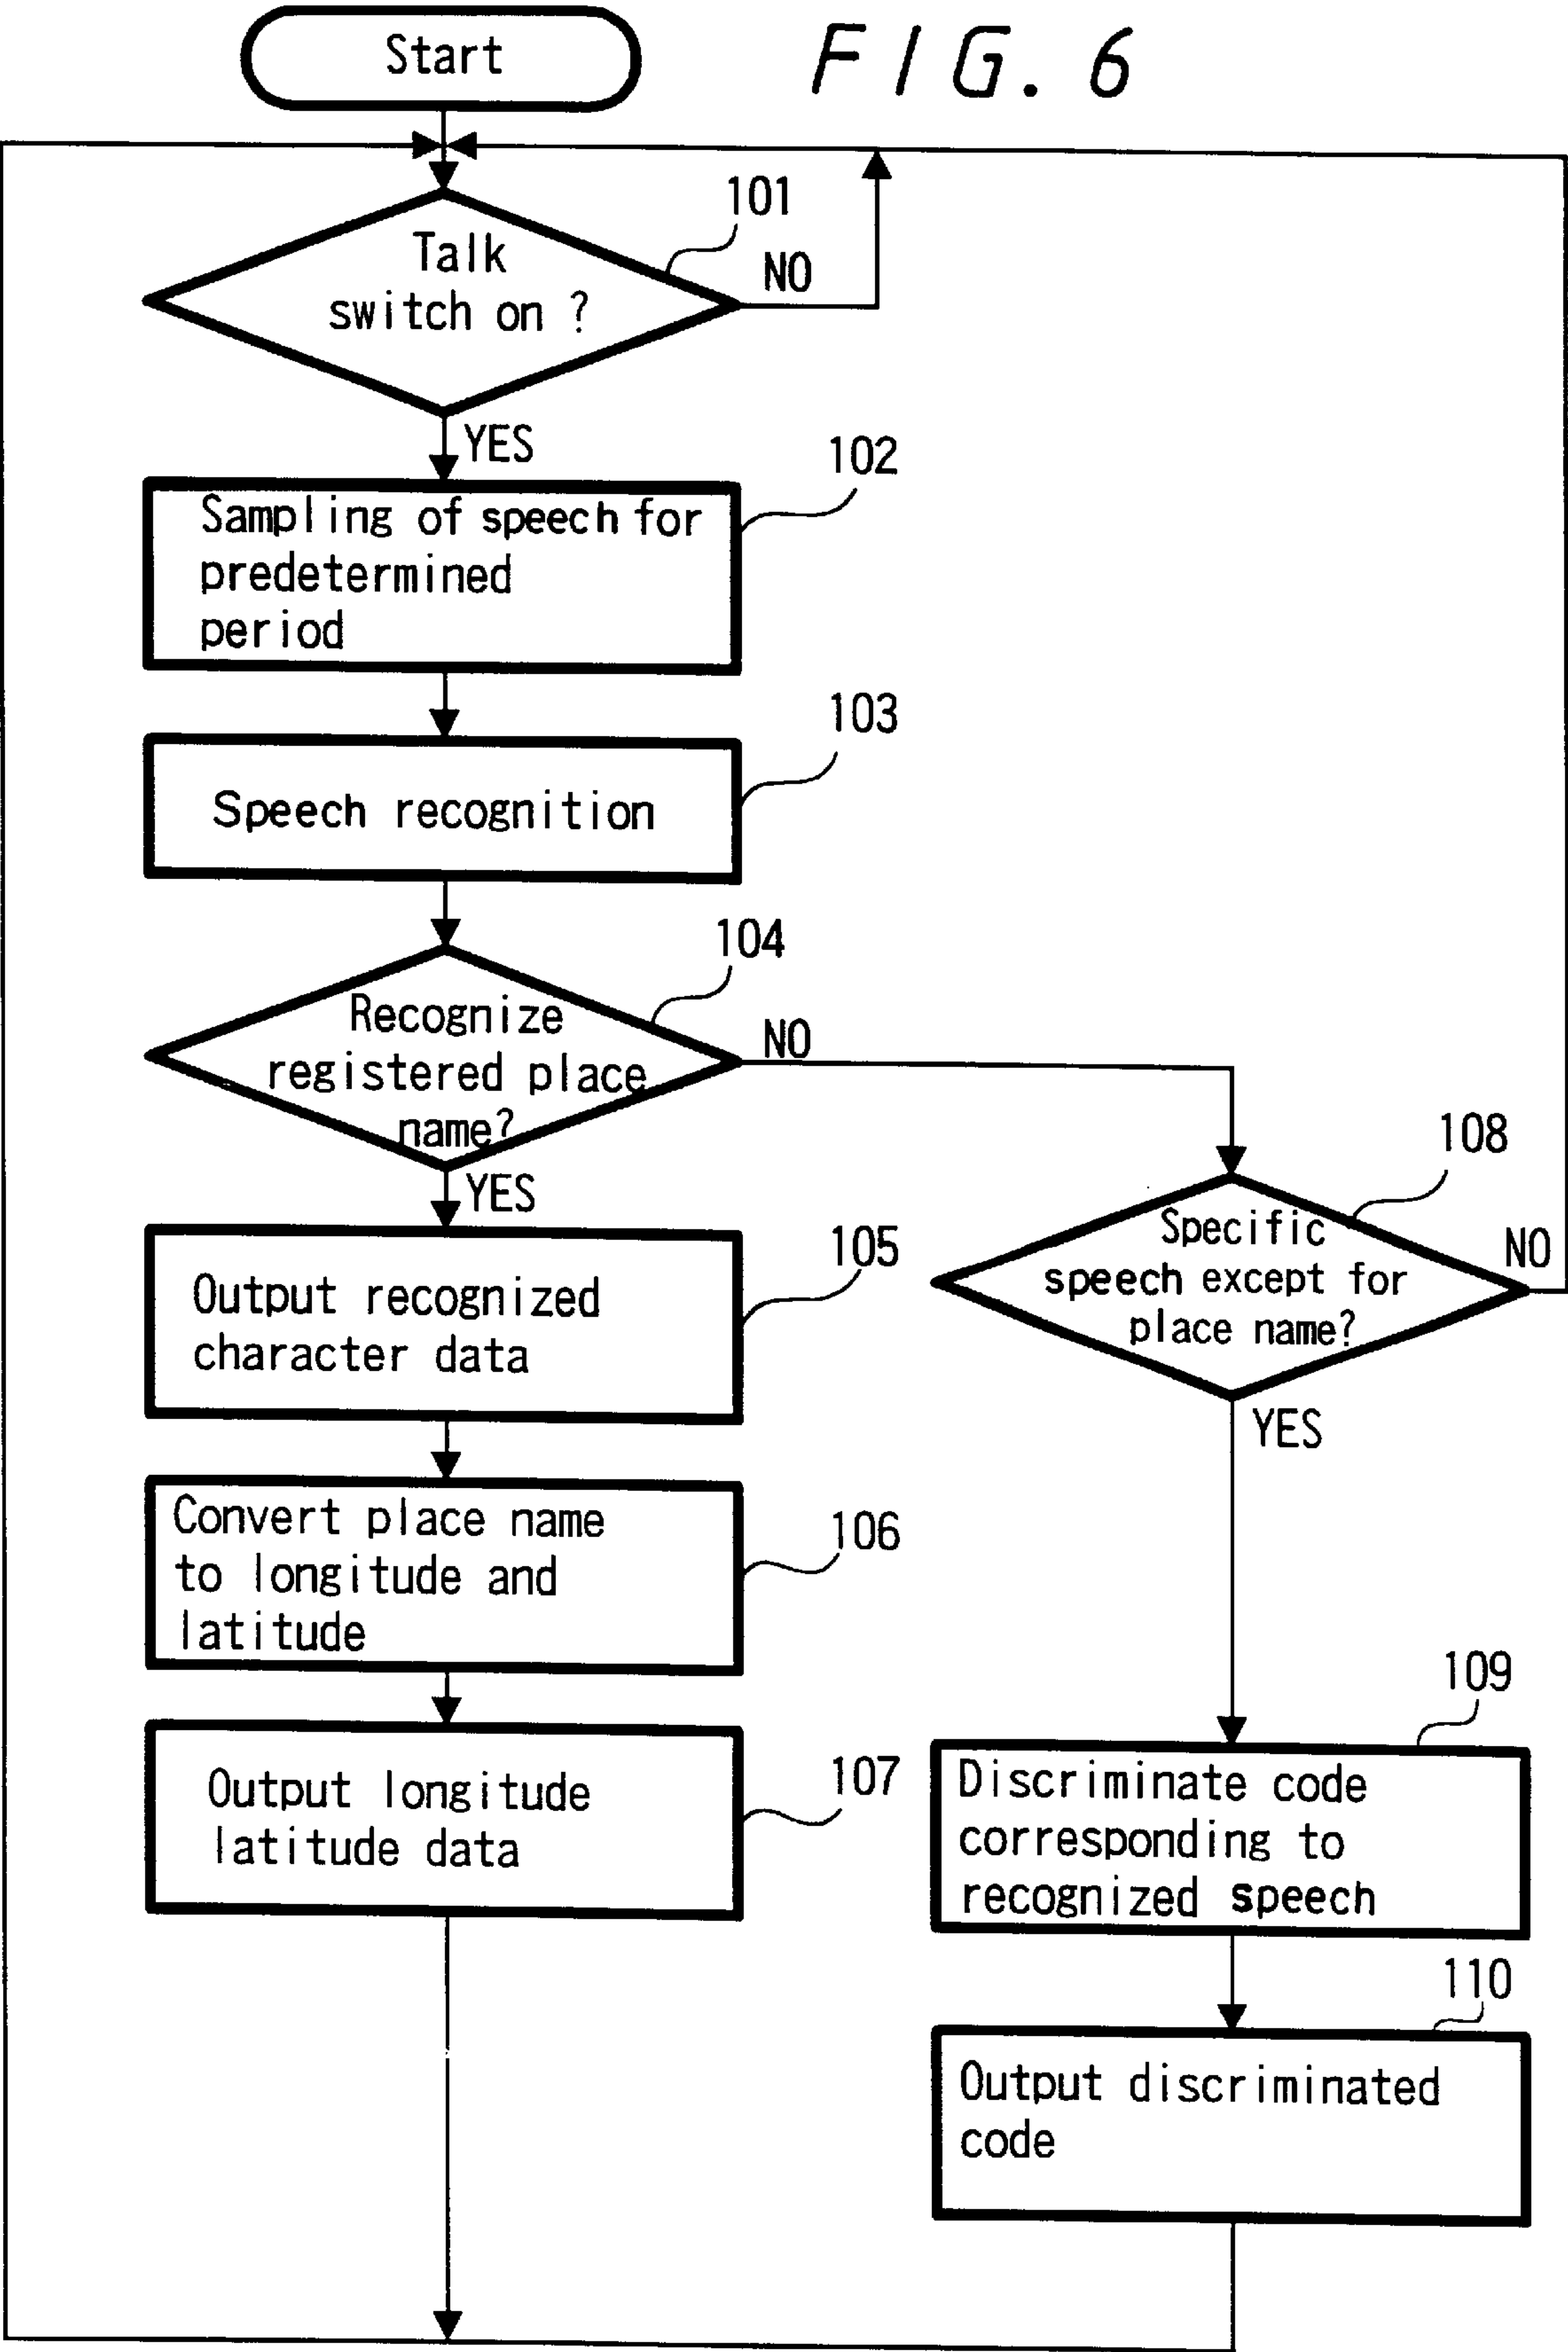 Start
FIG. 6
101
Talk
switch on ?
NO
YES
102
Sampling of speech for
predetermined
period
103
Speech recognition
104
Recognize
registered place
name?
NO
YES
108
Specific
speech except for
place name?
NO
YES
105
Output recognized
character data
106
Convert place name
to longitude and
latitude
107
Output longitude
latitude data
109
Discriminate code
corresponding to
recognized speech
110
Output discriminated
code